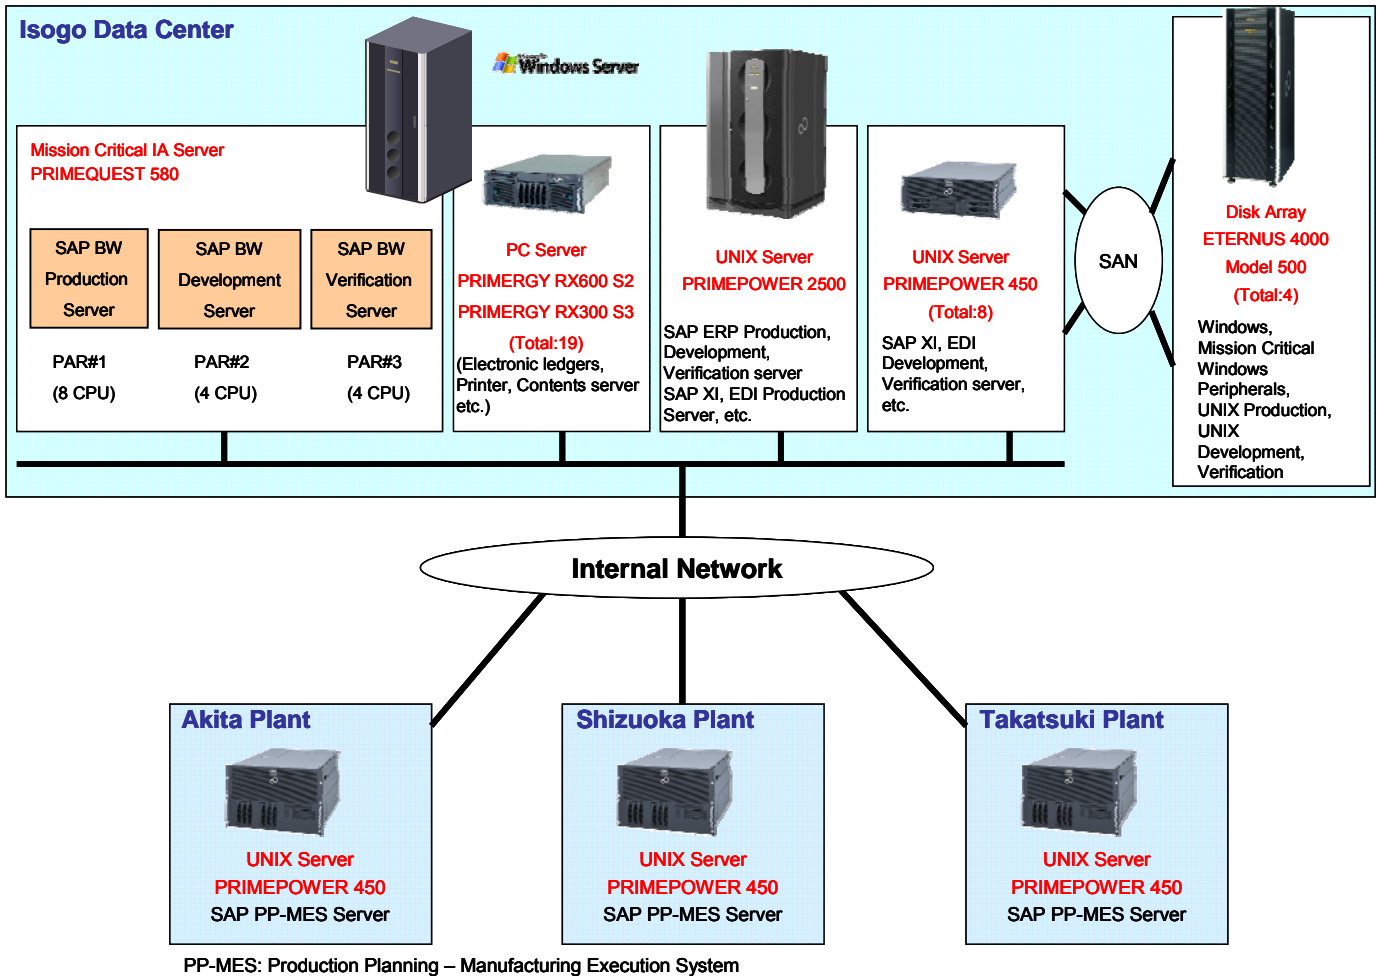 Isogo Data Center
Microsoft
Windows Server
Mission Critical IA Server
PRIMEQUEST 580
SAP BW
Production
Server
SAP BW
Development
Server
SAP BW
Verification
Server
PAR#1
(8 CPU)
PAR#2
(4 CPU)
PAR#3
(4 CPU)
PC Server
PRIMERGY RX600 S2
PRIMERGY RX300 S3
(Total:19)
(Electronic ledgers,
Printer, Contents server
etc.)
UNIX Server
PRIMEPOWER 2500
SAP ERP Production,
Development,
Verification server
SAP XI, EDI Production
Server, etc.
UNIX Server
PRIMEPOWER 450
(Total:8)
SAP XI, EDI
Development,
Verification server,
etc.
SAN
Disk Array
ETERNUS 4000
Model 500
(Total:4)
Windows,
Mission Critical
Windows
Peripherals,
UNIX Production,
UNIX
Development,
Verification
Internal Network
Akita Plant
UNIX Server
PRIMEPOWER 450
SAP PP-MES Server
Shizuoka Plant
UNIX Server
PRIMEPOWER 450
SAP PP-MES Server
Takatsuki Plant
UNIX Server
PRIMEPOWER 450
SAP PP-MES Server
PP-MES: Production Planning – Manufacturing Execution System